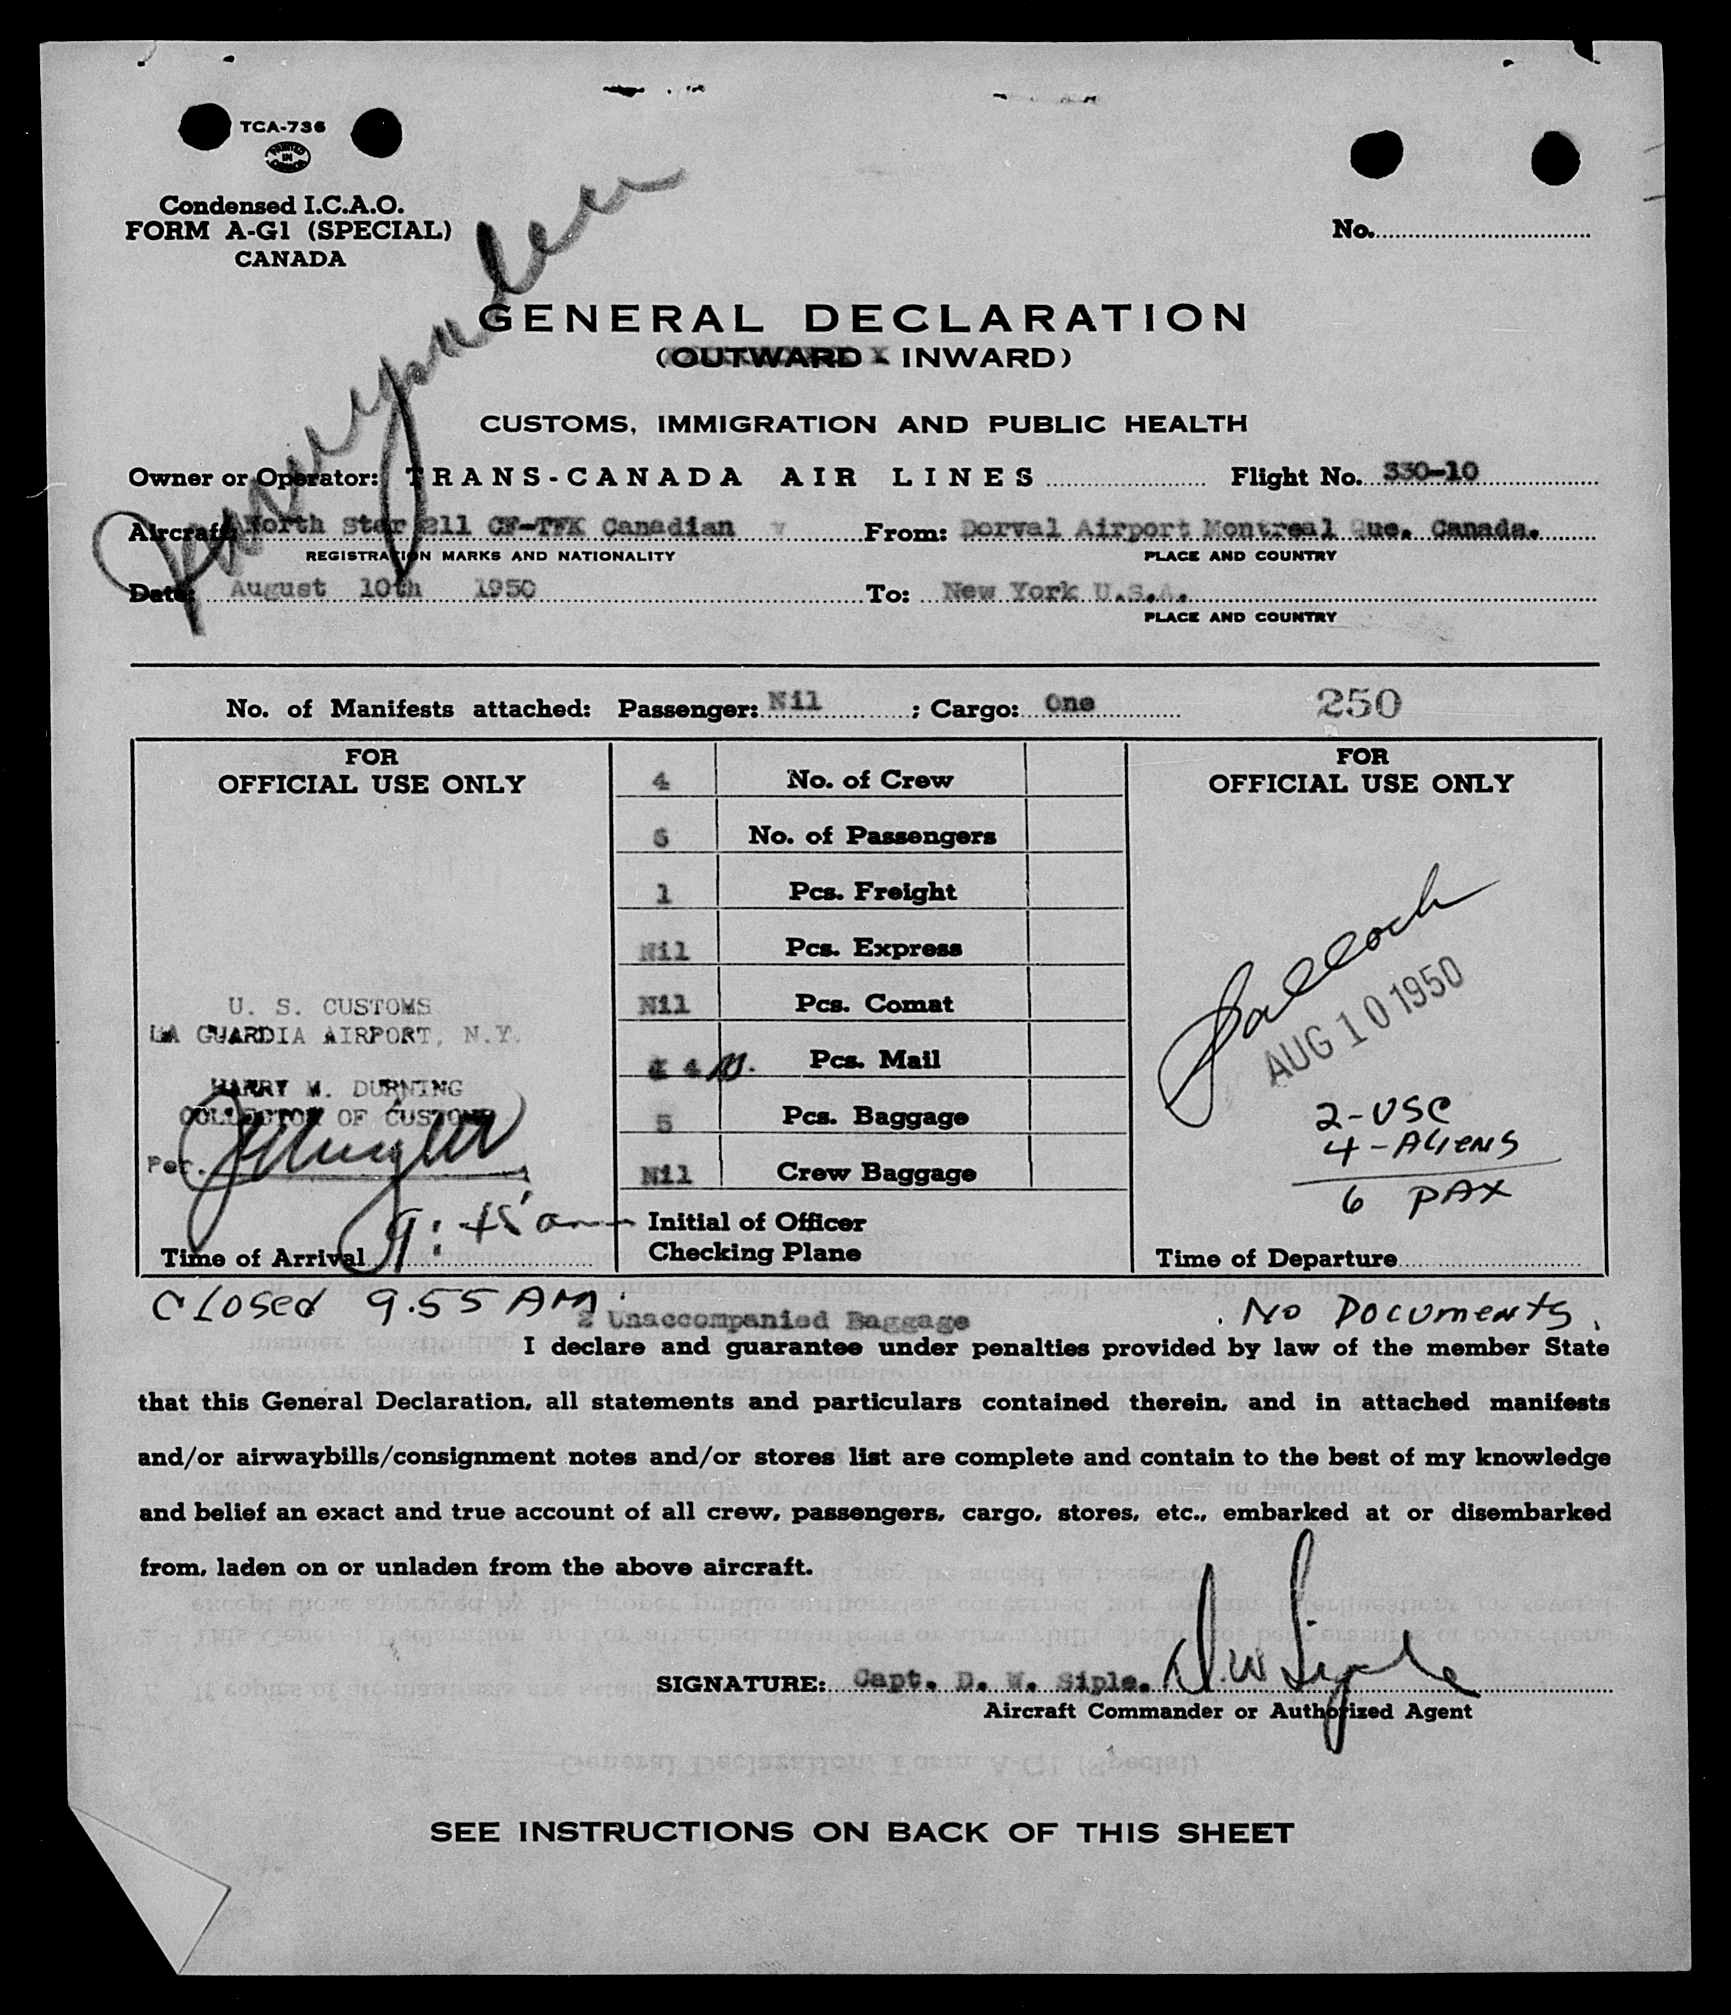 TCA-736
PRINTED IN CANADA
Condensed I.C.A.O.
FORM A-G1 (SPECIAL)
CANADA
No.
GENERAL DECLARATION
(OUTWARD - INWARD)
CUSTOMS, IMMIGRATION AND PUBLIC HEALTH
Owner or Operator: TRANS-CANADA AIR LINES Flight No. 330-10
Aircraft: North Star 211 CF-TFK Canadian From: Dorval Airport Montreal Que. Canada.
REGISTRATION MARKS AND NATIONALITY PLACE AND COUNTRY
Date: August 10th 1950 To: New York U.S.A.
PLACE AND COUNTRY
No. of Manifests attached: Passenger: Nil ; Cargo: One 250
FOR
OFFICIAL USE ONLY
U. S. CUSTOMS
LA GUARDIA AIRPORT, N.Y.
HARRY M. DURNING
COLLECTOR OF CUSTOMS
Per.
9:45 am
Time of Arrival
4 No. of Crew
6 No. of Passengers
1 Pcs. Freight
Nil Pcs. Express
Nil Pcs. Comat
4 Pcs. Mail
5 Pcs. Baggage
Nil Crew Baggage
Initial of Officer
Checking Plane
FOR
OFFICIAL USE ONLY
AUG 10 1950
2-USC
4-ALIENS
6 PAX
Time of Departure
Closed 9.55 AM.
2 Unaccompanied Baggage
. No Documents.
I declare and guarantee under penalties provided by law of the member State
that this General Declaration, all statements and particulars contained therein, and in attached manifests
and/or airwaybills/consignment notes and/or stores list are complete and contain to the best of my knowledge
and belief an exact and true account of all crew, passengers, cargo, stores, etc., embarked at or disembarked
from, laden on or unladen from the above aircraft.
SIGNATURE: Capt. D. W. Siple. D.W Siple
Aircraft Commander or Authorized Agent
SEE INSTRUCTIONS ON BACK OF THIS SHEET